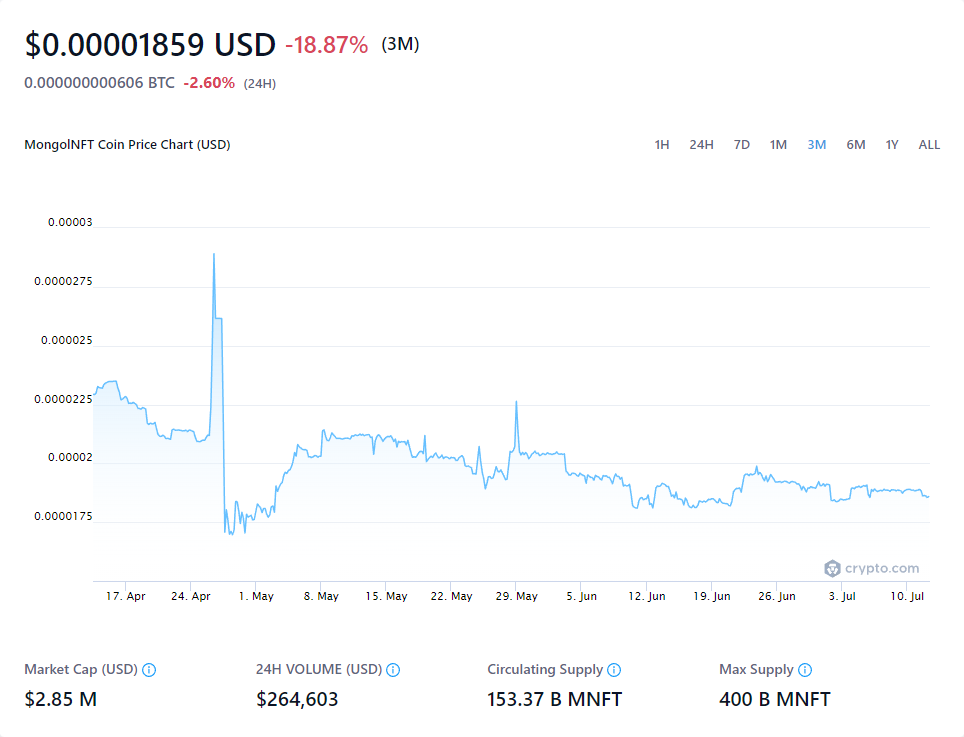 $0.00001859 USD -18.87% (3M)
0.000000000606 BTC -2.60% (24H)
MongolNFT Coin Price Chart (USD) 1H 24H 7D 1M 3M 6M 1Y ALL
0.00003
0.0000275
0.000025
0.0000225
0.00002
0.0000175
crypto.com
17. Apr 24. Apr 1. May 8. May 15. May 22. May 29. May 5. Jun 12. Jun 19. Jun 26. Jun 3. Jul 10. Jul
Market Cap (USD) 24H VOLUME (USD) Circulating Supply Max Supply
$2.85 M $264,603 153.37 B MNFT 400 B MNFT